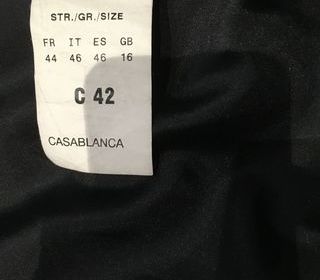 STR./GR./SIZE
FR IT ES GB
44 46 46 16
C 42
CASABLANCA